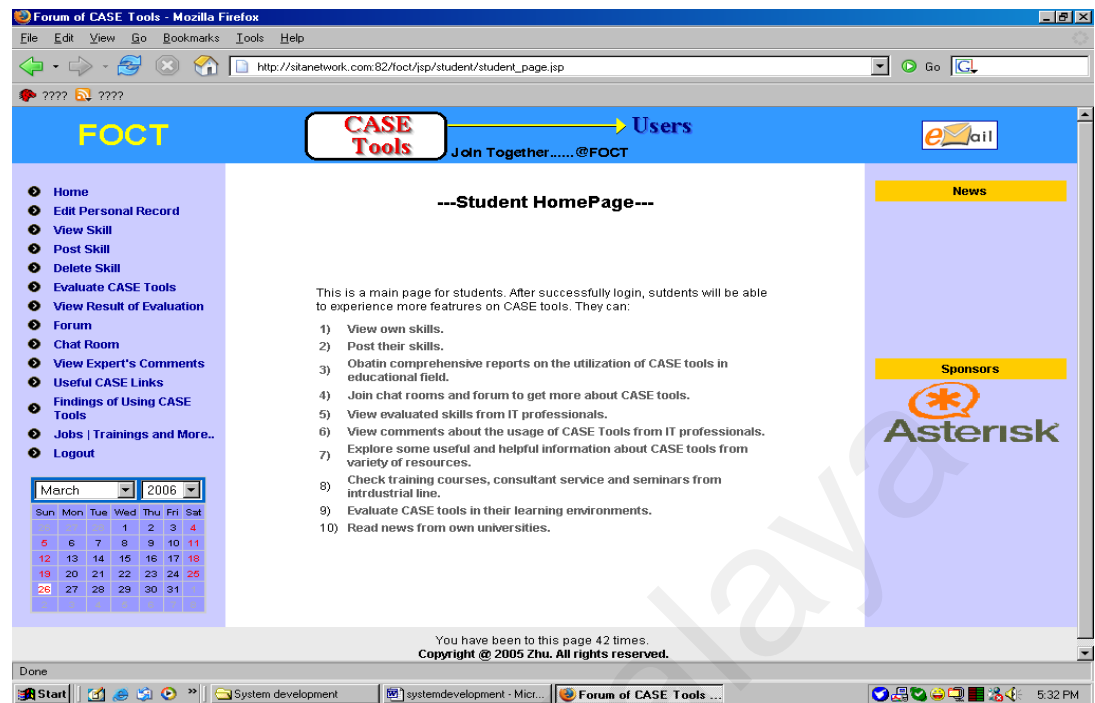 Forum of CASE Tools - Mozilla Firefox
File Edit View Go Bookmarks Tools Help
http://sitanetwork.com:82/foct/jsp/student/student_page.jsp
Go
G
???? ????
FOCT
CASE
Tools
Users
Join Together......@FOCT
eMail
Home
Edit Personal Record
View Skill
Post Skill
Delete Skill
Evaluate CASE Tools
View Result of Evaluation
Forum
Chat Room
View Expert's Comments
Useful CASE Links
Findings of Using CASE
Tools
Jobs | Trainings and More..
Logout
March 2006
Sun Mon Tue Wed Thu Fri Sat
1 2 3 4
5 6 7 8 9 10 11
12 13 14 15 16 17 18
19 20 21 22 23 24 25
26 27 28 29 30 31
---Student HomePage---
This is a main page for students. After successfully login, sutdents will be able
to experience more featrures on CASE tools. They can:
1) View own skills.
2) Post their skills.
3) Obatin comprehensive reports on the utilization of CASE tools in
educational field.
4) Join chat rooms and forum to get more about CASE tools.
5) View evaluated skills from IT professionals.
6) View comments about the usage of CASE Tools from IT professionals.
7) Explore some useful and helpful information about CASE tools from
variety of resources.
8) Check training courses, consultant service and seminars from
intrdustrial line.
9) Evaluate CASE tools in their learning environments.
10) Read news from own universities.
News
Sponsors
Asterisk
You have been to this page 42 times.
Copyright @ 2005 Zhu. All rights reserved.
Done
Start
System development
systemdevelopment - Micr...
Forum of CASE Tools ...
5:32 PM
alaya